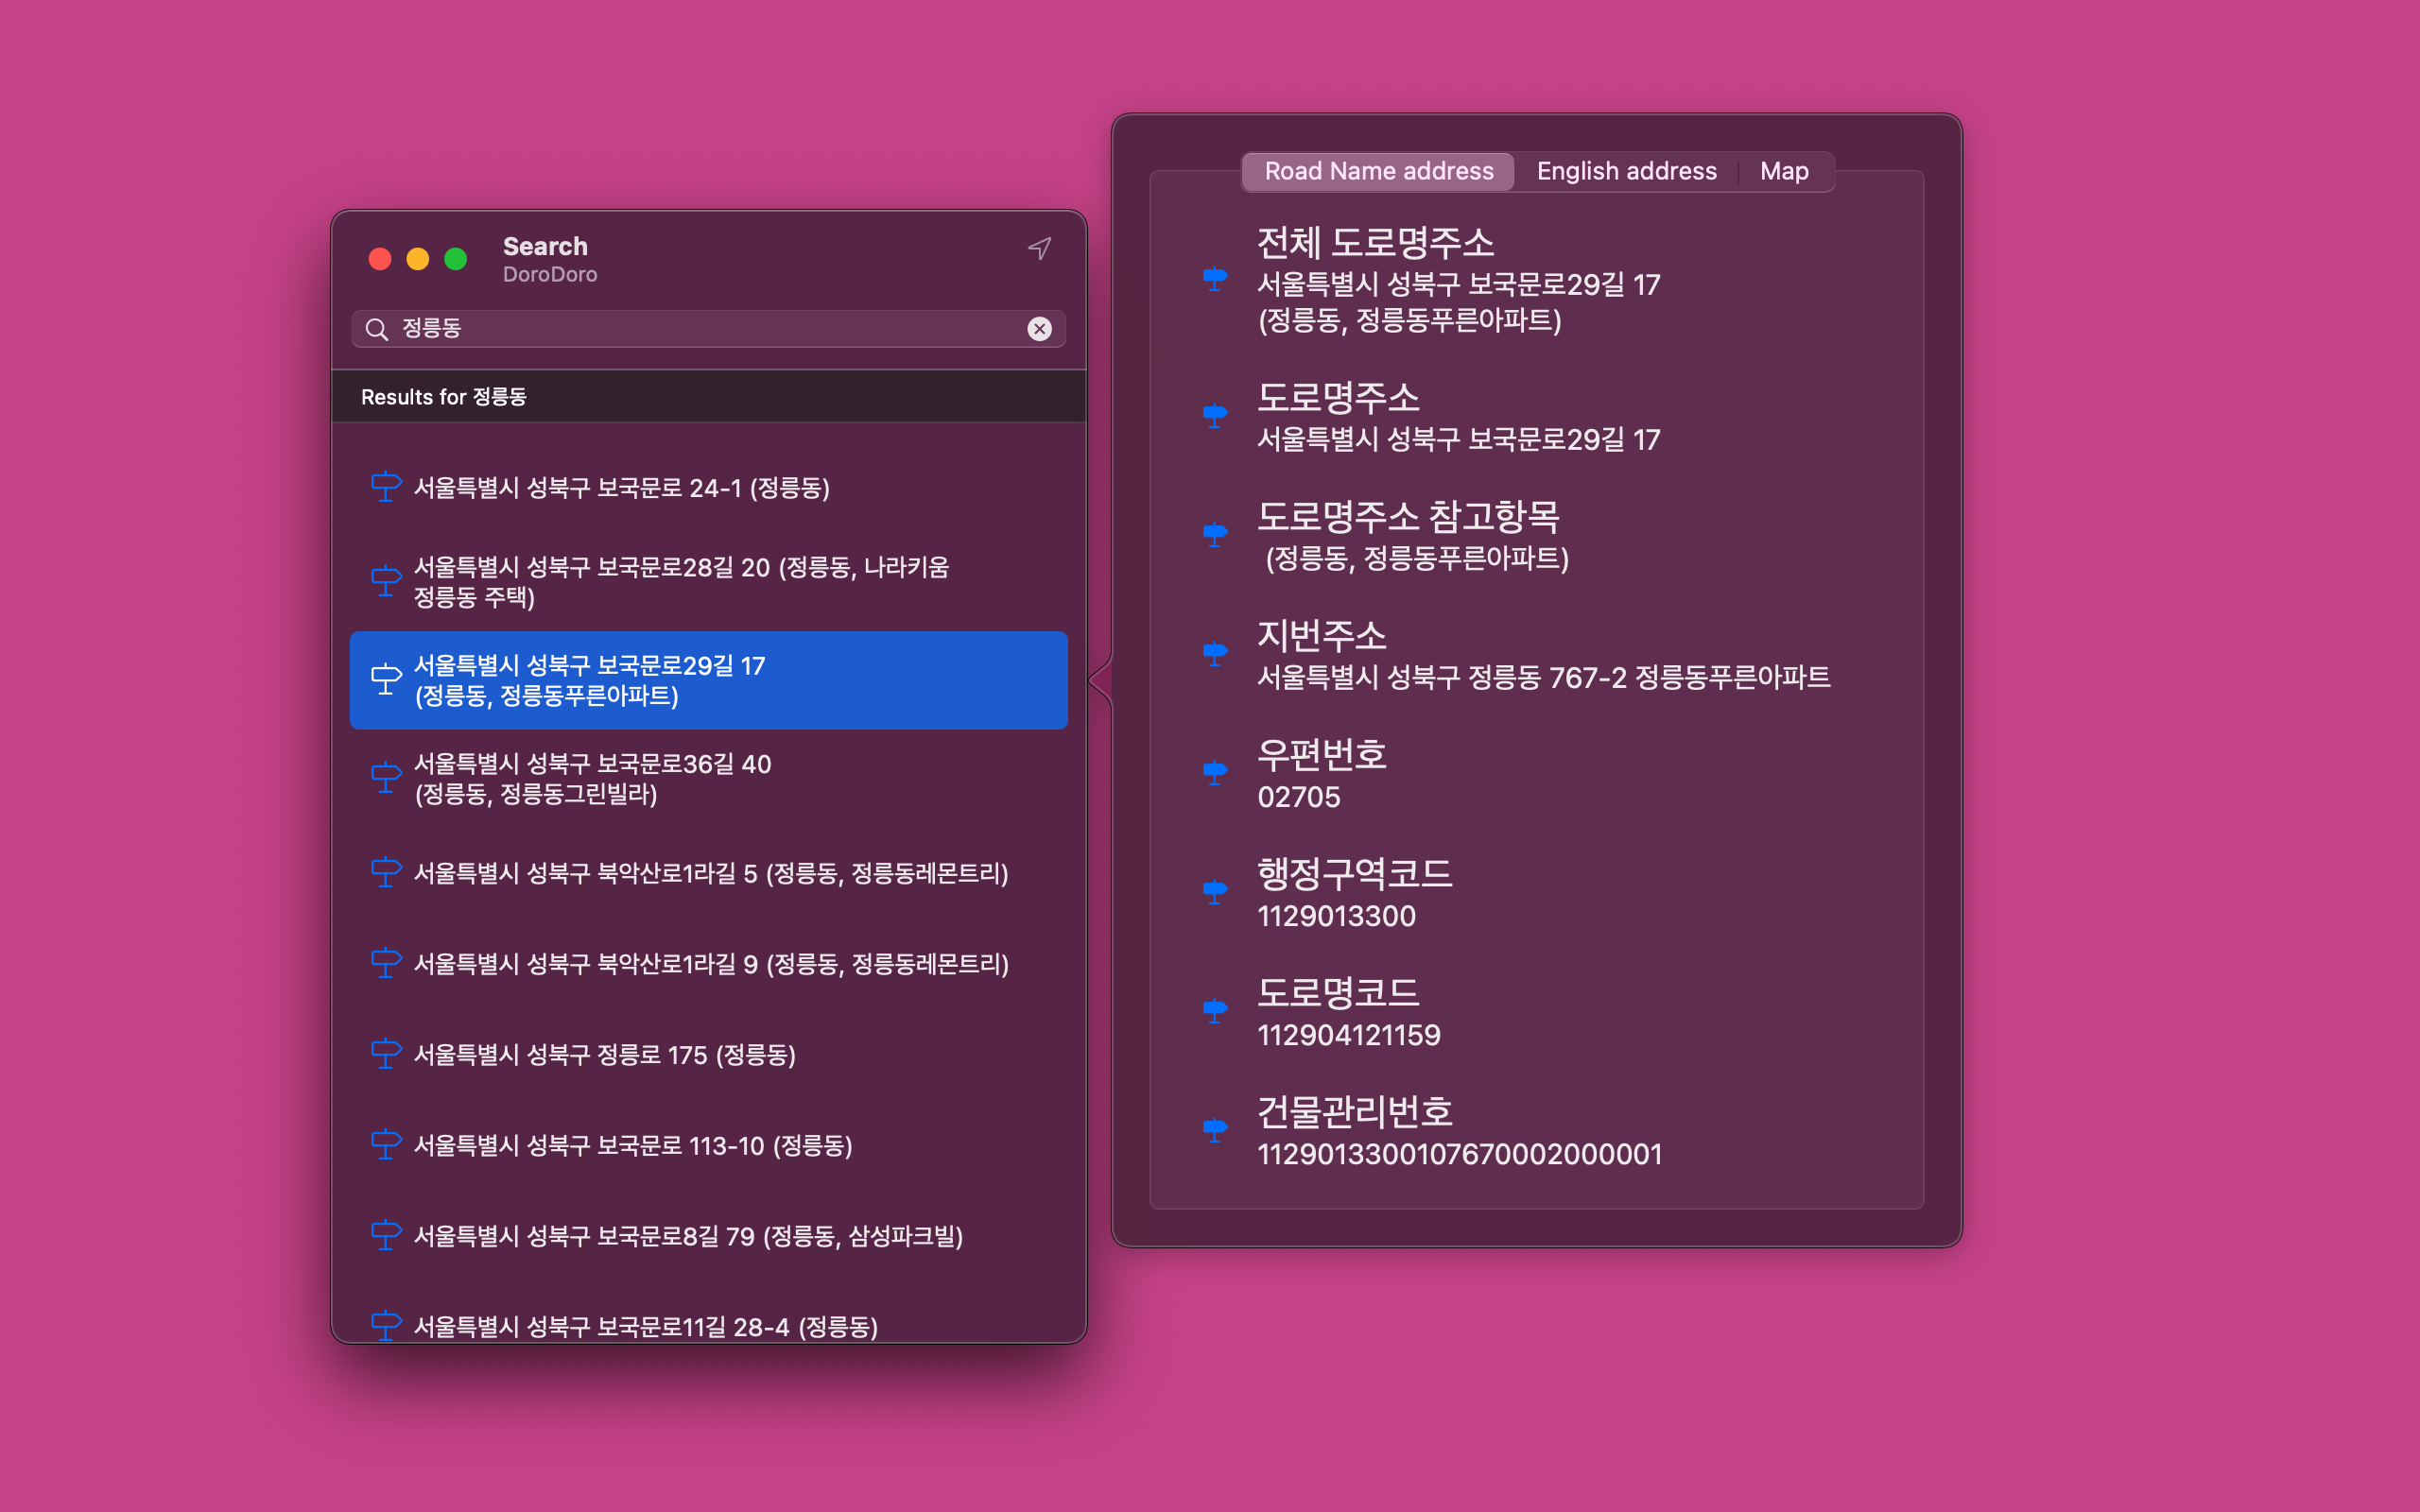 Search
DoroDoro
정릉동
Results for 정릉동
서울특별시 성북구 보국문로 24-1 (정릉동)
서울특별시 성북구 보국문로28길 20 (정릉동, 나라키움
정릉동 주택)
서울특별시 성북구 보국문로29길 17
(정릉동, 정릉동푸른아파트)
서울특별시 성북구 보국문로36길 40
(정릉동, 정릉동그린빌라)
서울특별시 성북구 북악산로1라길 5 (정릉동, 정릉동레몬트리)
서울특별시 성북구 북악산로1라길 9 (정릉동, 정릉동레몬트리)
서울특별시 성북구 정릉로 175 (정릉동)
서울특별시 성북구 보국문로 113-10 (정릉동)
서울특별시 성북구 보국문로8길 79 (정릉동, 삼성파크빌)
서울특별시 성북구 보국문로11길 28-4 (정릉동)
Road Name address English address Map
전체 도로명주소
서울특별시 성북구 보국문로29길 17
(정릉동, 정릉동푸른아파트)
도로명주소
서울특별시 성북구 보국문로29길 17
도로명주소 참고항목
(정릉동, 정릉동푸른아파트)
지번주소
서울특별시 성북구 정릉동 767-2 정릉동푸른아파트
우편번호
02705
행정구역코드
1129013300
도로명코드
112904121159
건물관리번호
1129013300107670002000001